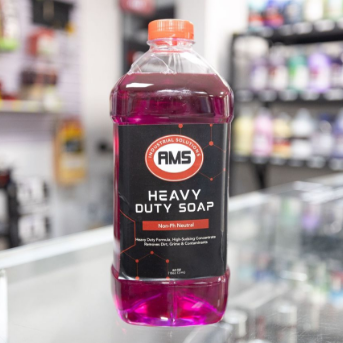 AMS
INDUSTRIAL SOLUTIONS
AMS
HEAVY
DUTY SOAP
Non-Ph Neutral
Heavy Duty Formula, High Sudsing Concentrate
Removes Dirt, Grime & Contaminants